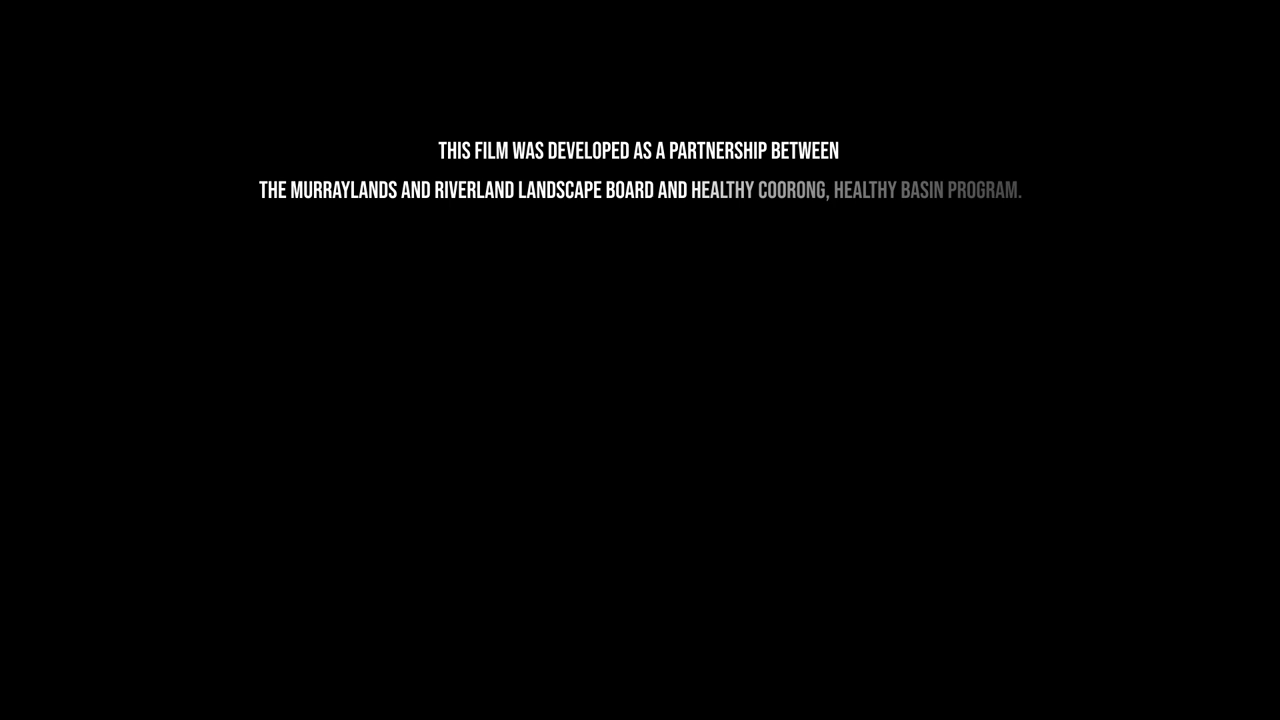 THIS FILM WAS DEVELOPED AS A PARTNERSHIP BETWEEN
THE MURRAYLANDS AND RIVERLAND LANDSCAPE BOARD AND HEALTHY COORONG, HEALTHY BASIN PROGRAM.